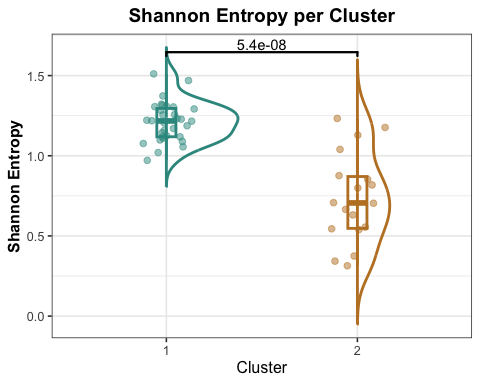 Shannon Entropy per Cluster
5.4e-08
1.5
1.0
0.5
0.0
Shannon Entropy
1 2
Cluster